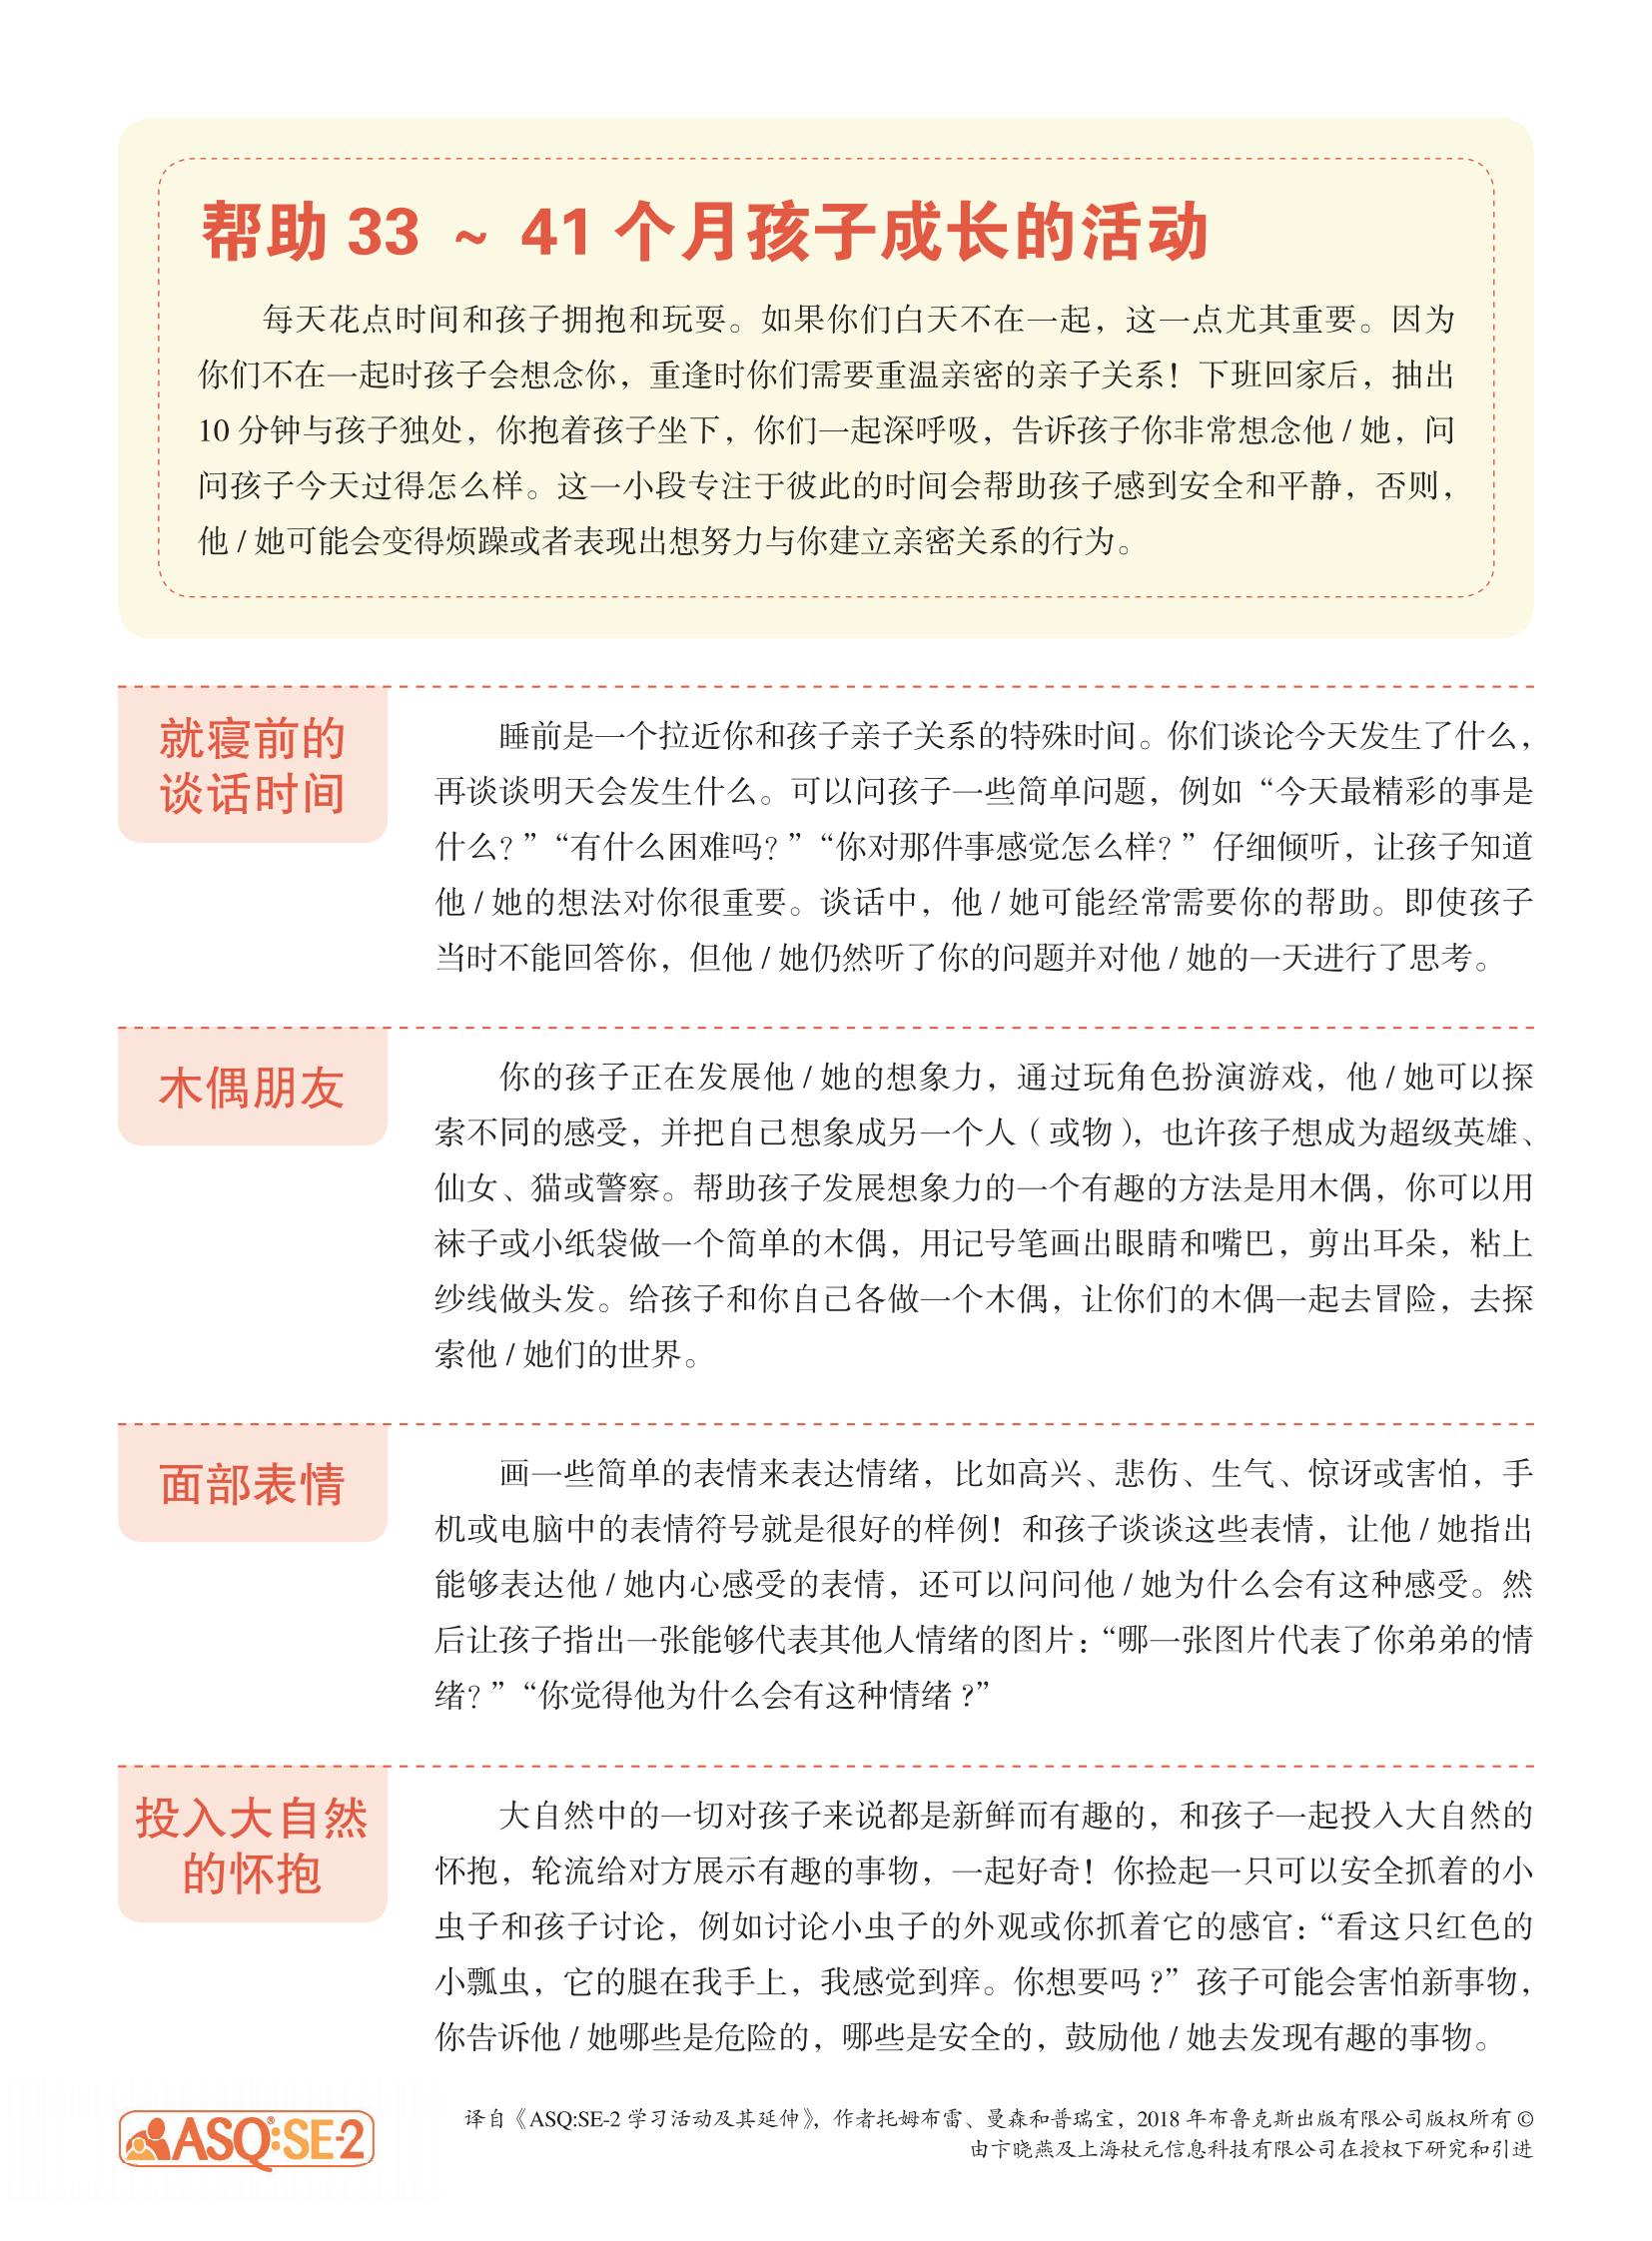 帮助 33 ~ 41 个月孩子成长的活动
每天花点时间和孩子拥抱和玩耍。如果你们白天不在一起，这一点尤其重要。因为
你们不在一起时孩子会想念你，重逢时你们需要重温亲密的亲子关系！下班回家后，抽出
10 分钟与孩子独处，你抱着孩子坐下，你们一起深呼吸，告诉孩子你非常想念他 / 她，问
问孩子今天过得怎么样。这一小段专注于彼此的时间会帮助孩子感到安全和平静，否则，
他 / 她可能会变得烦躁或者表现出想努力与你建立亲密关系的行为。
就寝前的
谈话时间
睡前是一个拉近你和孩子亲子关系的特殊时间。你们谈论今天发生了什么，
再谈谈明天会发生什么。可以问孩子一些简单问题，例如“今天最精彩的事是
什么？”“有什么困难吗？”“你对那件事感觉怎么样？”仔细倾听，让孩子知道
他 / 她的想法对你很重要。谈话中，他 / 她可能经常需要你的帮助。即使孩子
当时不能回答你，但他 / 她仍然听了你的问题并对他 / 她的一天进行了思考。
木偶朋友
你的孩子正在发展他 / 她的想象力，通过玩角色扮演游戏，他 / 她可以探
索不同的感受，并把自己想象成另一个人（或物），也许孩子想成为超级英雄、
仙女、猫或警察。帮助孩子发展想象力的一个有趣的方法是用木偶，你可以用
袜子或小纸袋做一个简单的木偶，用记号笔画出眼睛和嘴巴，剪出耳朵，粘上
纱线做头发。给孩子和你自己各做一个木偶，让你们的木偶一起去冒险，去探
索他 / 她们的世界。
面部表情
画一些简单的表情来表达情绪，比如高兴、悲伤、生气、惊讶或害怕，手
机或电脑中的表情符号就是很好的样例！和孩子谈谈这些表情，让他 / 她指出
能够表达他 / 她内心感受的表情，还可以问问他 / 她为什么会有这种感受。然
后让孩子指出一张能够代表其他人情绪的图片：“哪一张图片代表了你弟弟的情
绪？”“你觉得他为什么会有这种情绪 ?”
投入大自然
的怀抱
大自然中的一切对孩子来说都是新鲜而有趣的，和孩子一起投入大自然的
怀抱，轮流给对方展示有趣的事物，一起好奇！你捡起一只可以安全抓着的小
虫子和孩子讨论，例如讨论小虫子的外观或你抓着它的感官：“看这只红色的
小瓢虫，它的腿在我手上，我感觉到痒。你想要吗 ?”孩子可能会害怕新事物，
你告诉他 / 她哪些是危险的，哪些是安全的，鼓励他 / 她去发现有趣的事物。
ASQ®:SE-2
译自《ASQ:SE-2 学习活动及其延伸》，作者托姆布雷、曼森和普瑞宝，2018 年布鲁克斯出版有限公司版权所有 ©
由卞晓燕及上海杖元信息科技有限公司在授权下研究和引进